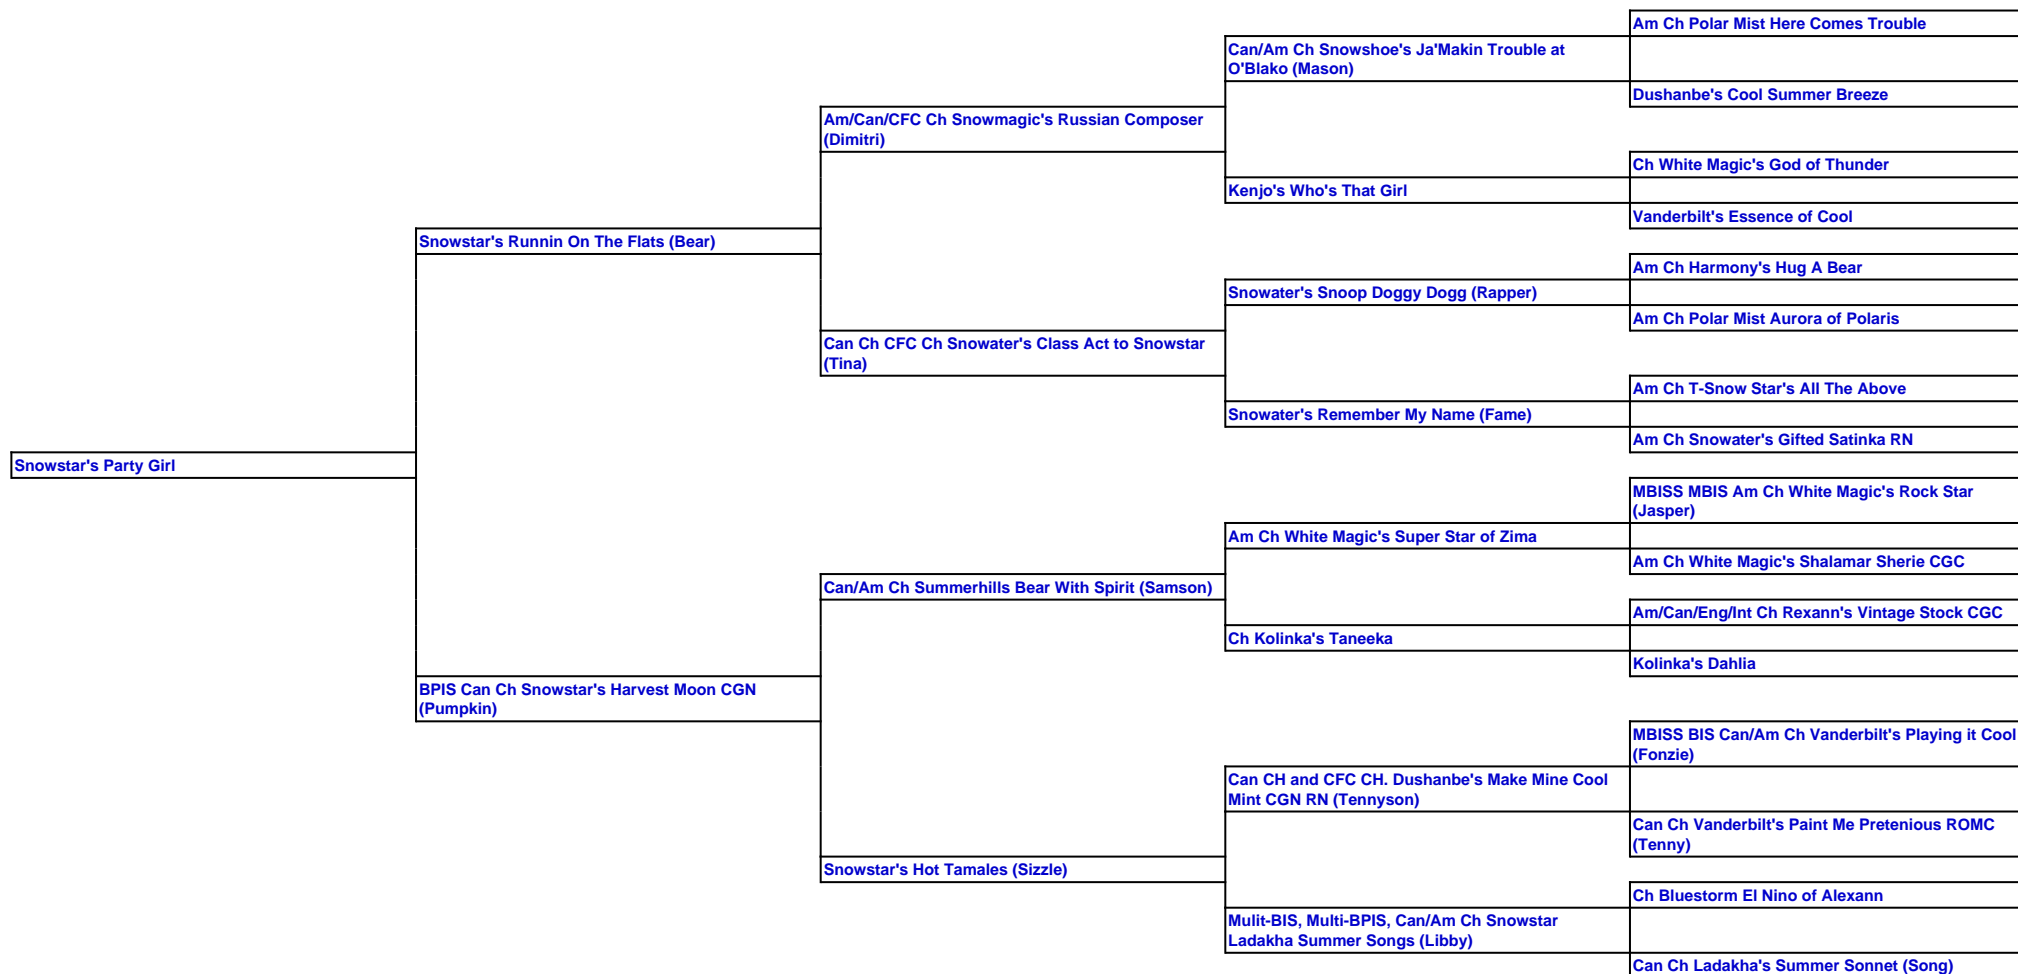 Am Ch Polar Mist Here Comes Trouble
Can/Am Ch Snowshoe's Ja'Makin Trouble at
O'Blako (Mason)
Dushanbe's Cool Summer Breeze
Am/Can/CFC Ch Snowmagic's Russian Composer
(Dimitri)
Ch White Magic's God of Thunder
Kenjo's Who's That Girl
Vanderbilt's Essence of Cool
Snowstar's Runnin On The Flats (Bear)
Am Ch Harmony's Hug A Bear
Snowater's Snoop Doggy Dogg (Rapper)
Am Ch Polar Mist Aurora of Polaris
Can Ch CFC Ch Snowater's Class Act to Snowstar
(Tina)
Am Ch T-Snow Star's All The Above
Snowater's Remember My Name (Fame)
Am Ch Snowater's Gifted Satinka RN
Snowstar's Party Girl
MBISS MBIS Am Ch White Magic's Rock Star
(Jasper)
Am Ch White Magic's Super Star of Zima
Am Ch White Magic's Shalamar Sherie CGC
Can/Am Ch Summerhills Bear With Spirit (Samson)
Am/Can/Eng/Int Ch Rexann's Vintage Stock CGC
Ch Kolinka's Taneeka
Kolinka's Dahlia
BPIS Can Ch Snowstar's Harvest Moon CGN
(Pumpkin)
MBISS BIS Can/Am Ch Vanderbilt's Playing it Cool
(Fonzie)
Can CH and CFC CH. Dushanbe's Make Mine Cool
Mint CGN RN (Tennyson)
Can Ch Vanderbilt's Paint Me Pretenious ROMC
(Tenny)
Snowstar's Hot Tamales (Sizzle)
Ch Bluestorm El Nino of Alexann
Mulit-BIS, Multi-BPIS, Can/Am Ch Snowstar
Ladakha Summer Songs (Libby)
Can Ch Ladakha's Summer Sonnet (Song)